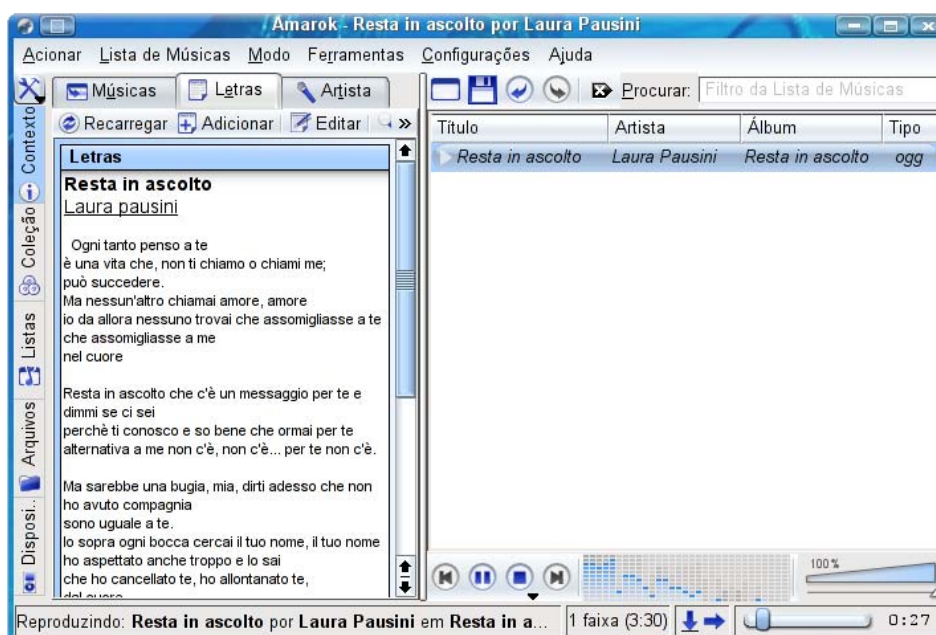 Amarok - Resta in ascolto por Laura Pausini
Acionar Lista de Músicas Modo Ferramentas Configurações Ajuda
Músicas Letras Artista
Recarregar Adicionar Editar »
Contexto
Coleção
Listas
Arquivos
Disposi..
Letras
Resta in ascolto
Laura pausini
Ogni tanto penso a te
è una vita che, non ti chiamo o chiami me;
può succedere.
Ma nessun'altro chiamai amore, amore
io da allora nessuno trovai che assomigliasse a te
che assomigliasse a me
nel cuore
Resta in ascolto che c'è un messaggio per te e
dimmi se ci sei
perchè ti conosco e so bene che ormai per te
alternativa a me non c'è, non c'è... per te non c'è.
Ma sarebbe una bugia, mia, dirti adesso che non
ho avuto compagnia
sono uguale a te.
Io sopra ogni bocca cercai il tuo nome, il tuo nome
ho aspettato anche troppo e lo sai
che ho cancellato te, ho allontanato te,
dal cuore
Procurar: Filtro da Lista de Músicas
Título Artista Álbum Tipo
Resta in ascolto Laura Pausini Resta in ascolto ogg
100%
Reproduzindo: Resta in ascolto por Laura Pausini em Resta in a... 1 faixa (3:30) 0:27